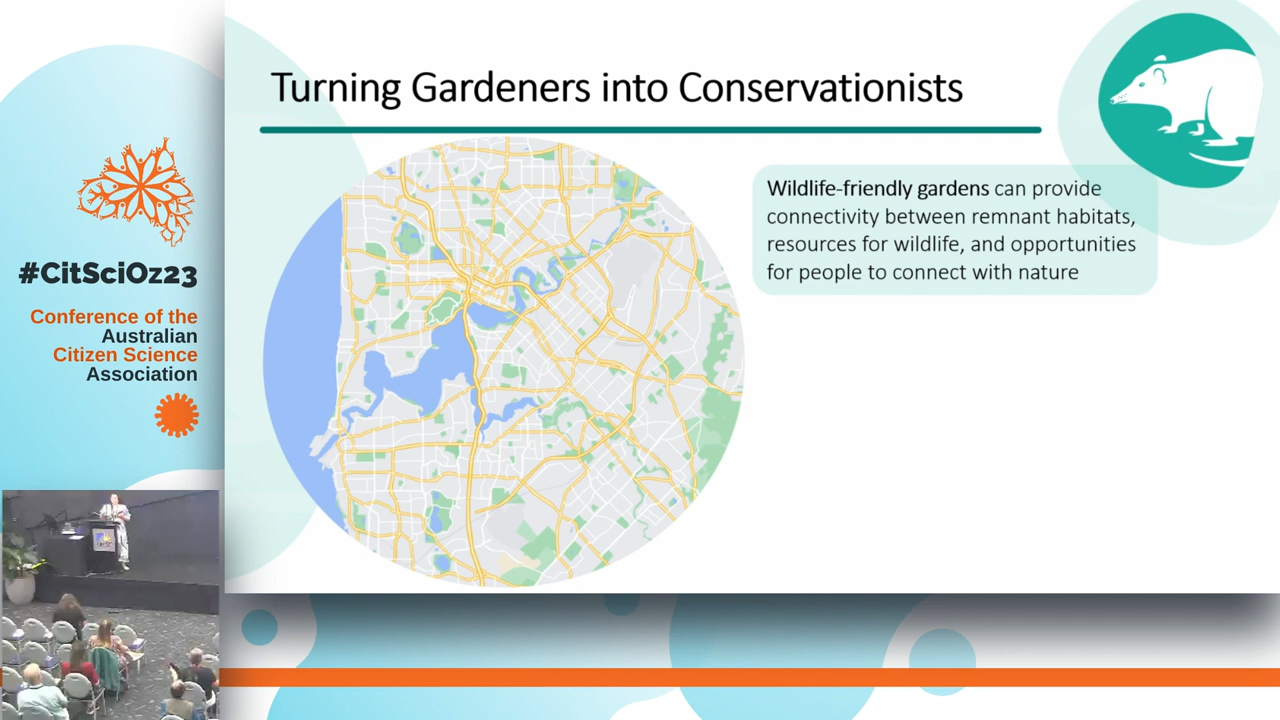 Turning Gardeners into Conservationists
Wildlife-friendly gardens can provide
connectivity between remnant habitats,
resources for wildlife, and opportunities
for people to connect with nature
#CitSciOz23
Conference of the
Australian
Citizen Science
Association